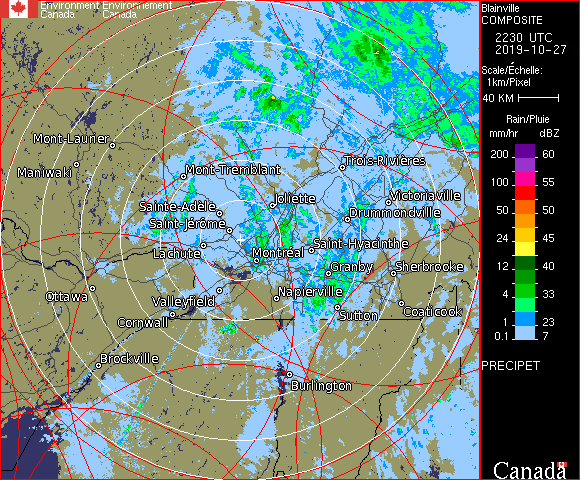 Environment Environnement
Canada Canada
Blainville
COMPOSITE
2230 UTC
2019-10-27
Scale/Échelle:
1km/Pixel
40 KM
Rain/Pluie
mm/hr dBZ
200 60
100 55
50 50
24 45
12 40
4 33
1 23
0.1 7
PRECIPET
Mont-Laurier
Maniwaki
Mont-Tremblant
Trois-Rivières
Joliette
Victoriaville
Sainte-Adèle
Drummondville
Saint-Jérôme
Saint-Hyacinthe
Lachute
Montréal
Granby
Sherbrooke
Ottawa
Valleyfield
Napierville
Coaticook
Cornwall
Sutton
Brockville
Burlington
Canada